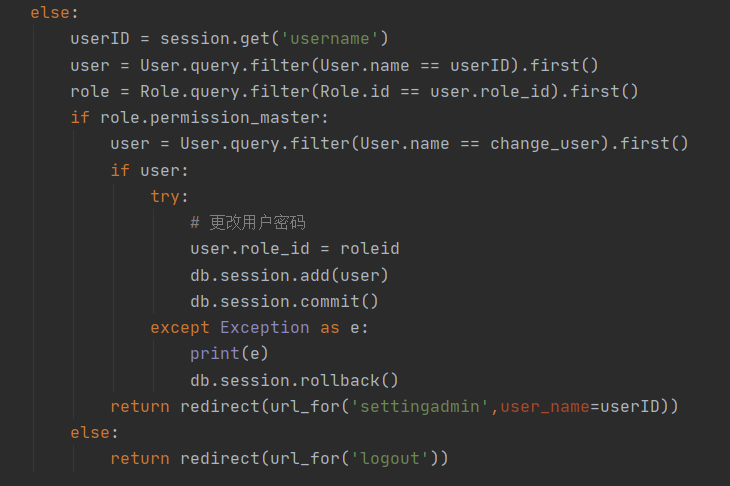 else:
userID = session.get('username')
user = User.query.filter(User.name == userID).first()
role = Role.query.filter(Role.id == user.role_id).first()
if role.permission_master:
user = User.query.filter(User.name == change_user).first()
if user:
try:
# 更改用户密码
user.role_id = roleid
db.session.add(user)
db.session.commit()
except Exception as e:
print(e)
db.session.rollback()
return redirect(url_for('settingadmin',user_name=userID))
else:
return redirect(url_for('logout'))